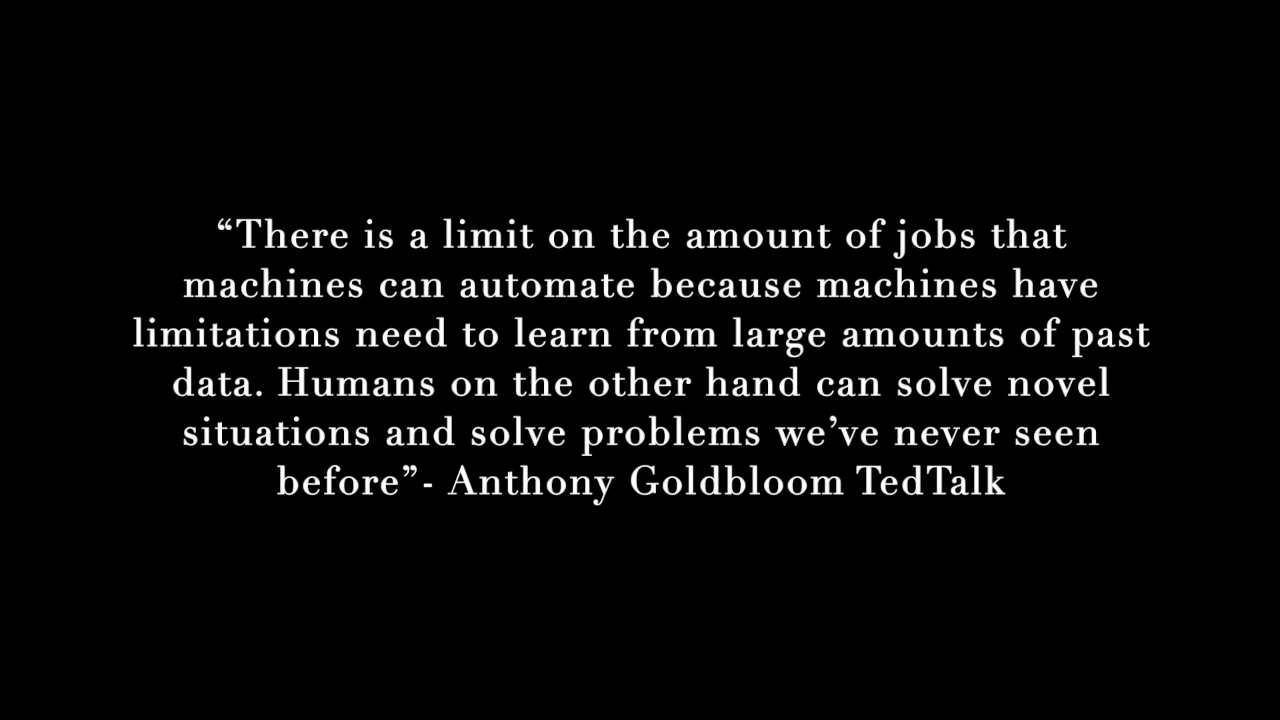 “There is a limit on the amount of jobs that
machines can automate because machines have
limitations need to learn from large amounts of past
data. Humans on the other hand can solve novel
situations and solve problems we’ve never seen
before”- Anthony Goldbloom TedTalk